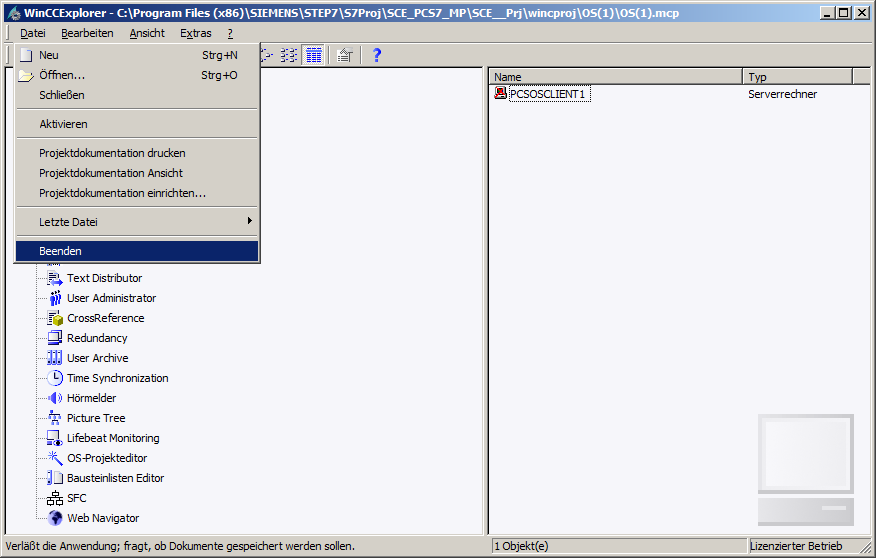 WinCCExplorer - C:\Program Files (x86)\SIEMENS\STEP7\S7Proj\SCE_PCS7_MP\SCE__Prj\wincproj\OS(1)\OS(1).mcp
Datei Bearbeiten Ansicht Extras ?
Neu Strg+N
Öffnen... Strg+O
Schließen
Aktivieren
Projektdokumentation drucken
Projektdokumentation Ansicht
Projektdokumentation einrichten...
Letzte Datei
Beenden
Text Distributor
User Administrator
CrossReference
Redundancy
User Archive
Time Synchronization
Hörmelder
Picture Tree
Lifebeat Monitoring
OS-Projekteditor
Bausteinlisten Editor
SFC
Web Navigator
Name Typ
PCSOSCLIENT1 Serverrechner
Verläßt die Anwendung; fragt, ob Dokumente gespeichert werden sollen. 1 Objekt(e) Lizenzierter Betrieb